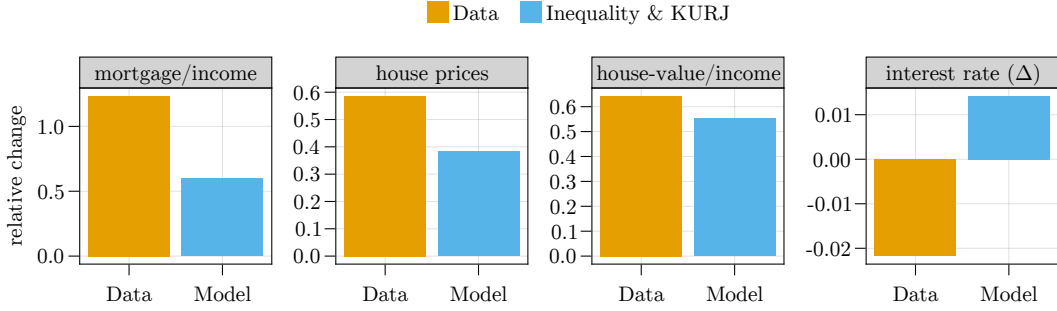 Data Inequality & KURJ
mortgage/income
house prices
house-value/income
interest rate (Δ)
relative change
1.0
0.5
0.0
Data Model
0.6
0.5
0.4
0.3
0.2
0.1
0.0
Data Model
0.6
0.5
0.4
0.3
0.2
0.1
0.0
Data Model
0.01
0.00
-0.01
-0.02
Data Model